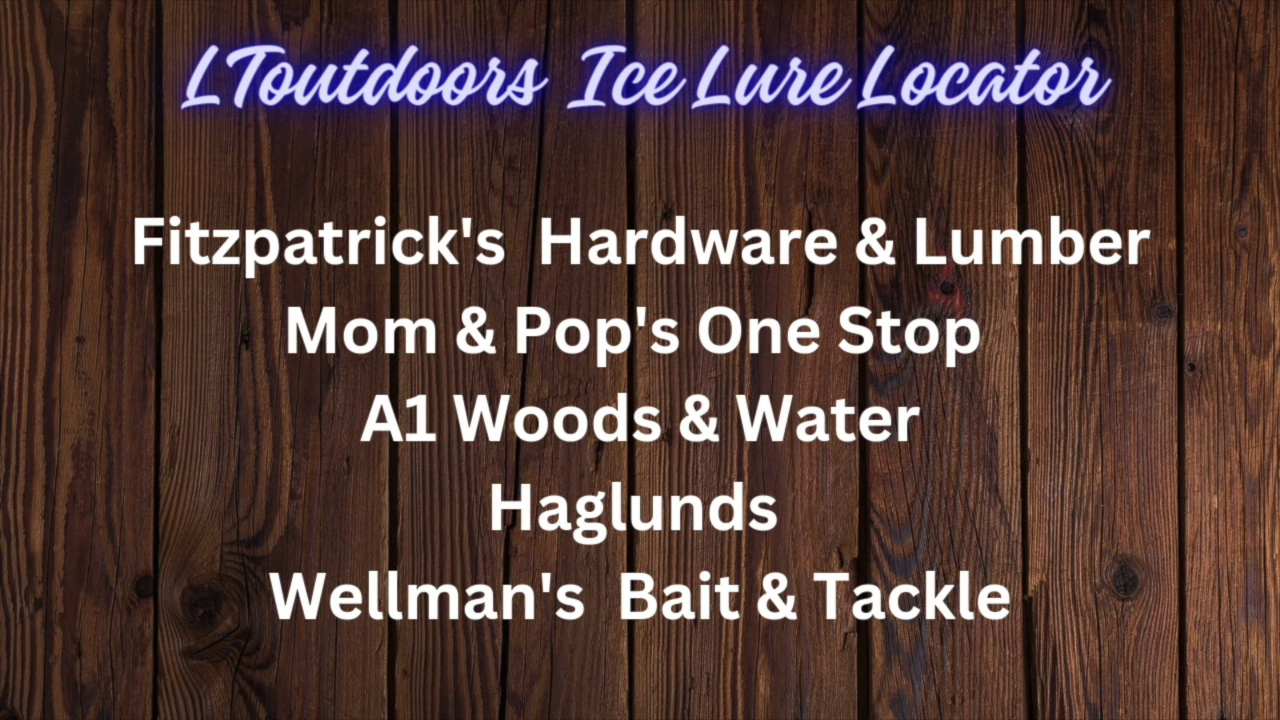 LToutdoors Ice Lure Locator
Fitzpatrick's Hardware & Lumber
Mom & Pop's One Stop
A1 Woods & Water
Haglunds
Wellman's Bait & Tackle